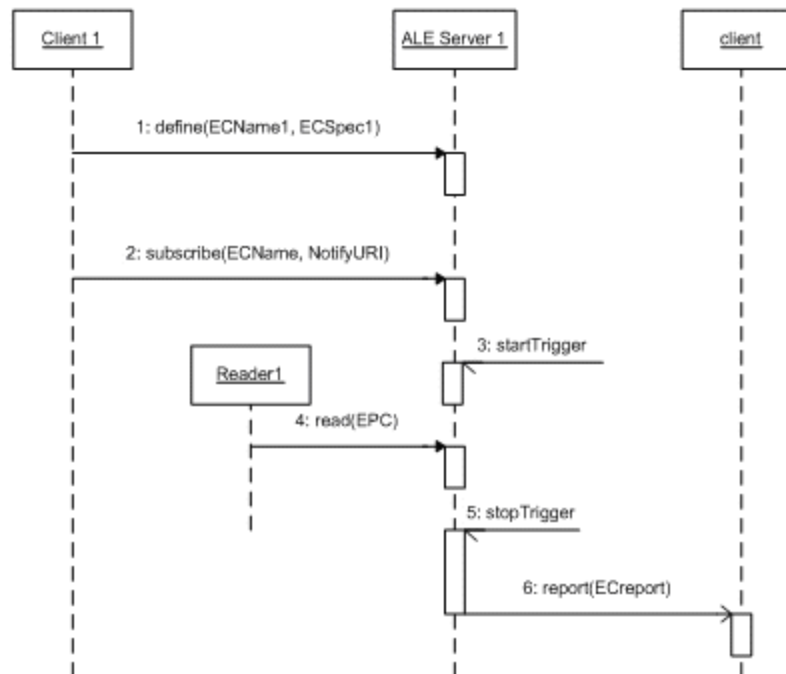 Client 1
ALE Server 1
client
1: define(ECName1, ECSpec1)
2: subscribe(ECName, NotifyURI)
3: startTrigger
Reader1
4: read(EPC)
5: stopTrigger
6: report(ECreport)